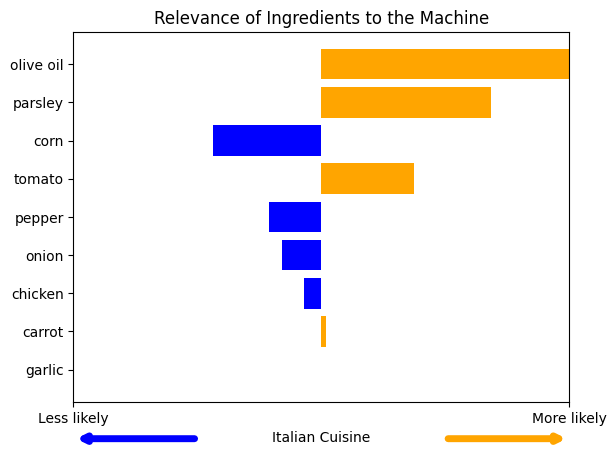 Relevance of Ingredients to the Machine
olive oil
parsley
corn
tomato
pepper
onion
chicken
carrot
garlic
Less likely
More likely
Italian Cuisine